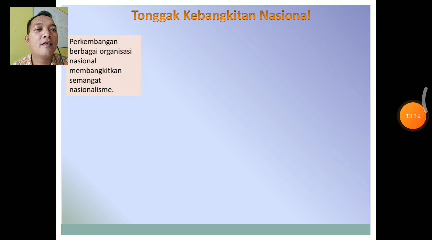 Tonggak Kebangkitan Nasional
Perkembangan
berbagai organisasi
nasional
membangkitkan
semangat
nasionalisme.